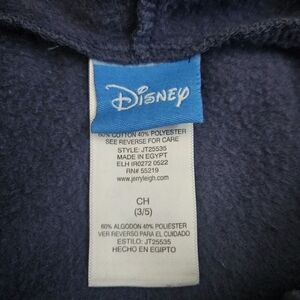 Disney
60% COTTON 40% POLYESTER
SEE REVERSE FOR CARE
STYLE: JT25535
MADE IN EGYPT
ELH IR0272 0522
RN# 55219
www.jerryleigh.com
CH
(3/5)
60% ALGODON 40% POLIÉSTER
VER REVERSO PARA EL CUIDADO
ESTILO: JT25535
HECHO EN EGIPTO